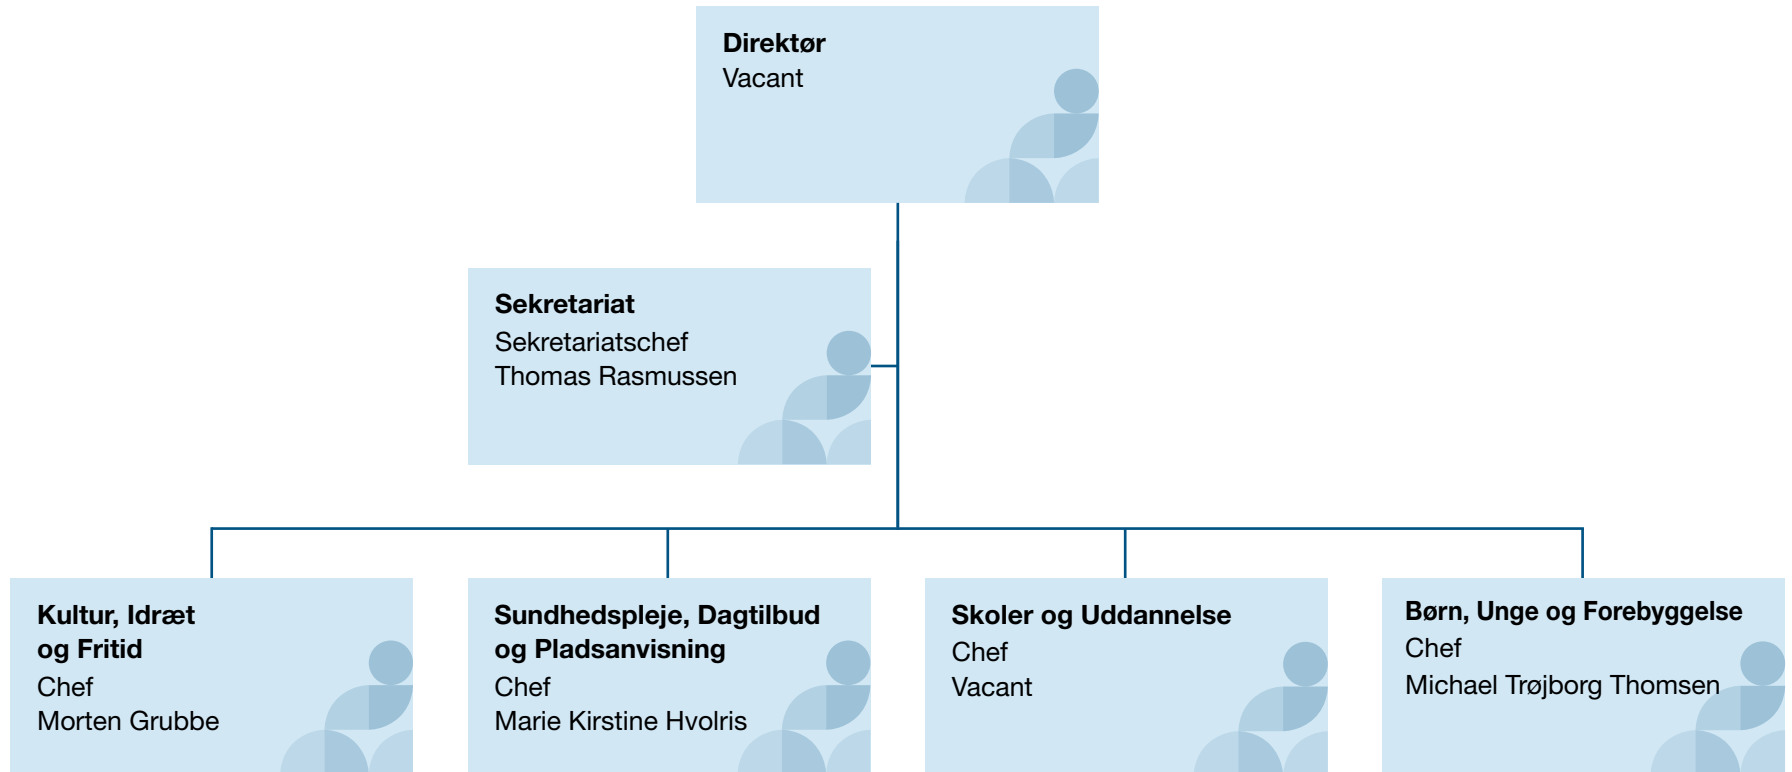 Direktør
Vacant
Sekretariat
Sekretariatschef
Thomas Rasmussen
Kultur, Idræt
og Fritid
Chef
Morten Grubbe
Sundhedspleje, Dagtilbud
og Pladsanvisning
Chef
Marie Kirstine Hvolris
Skoler og Uddannelse
Chef
Vacant
Børn, Unge og Forebyggelse
Chef
Michael Trøjborg Thomsen